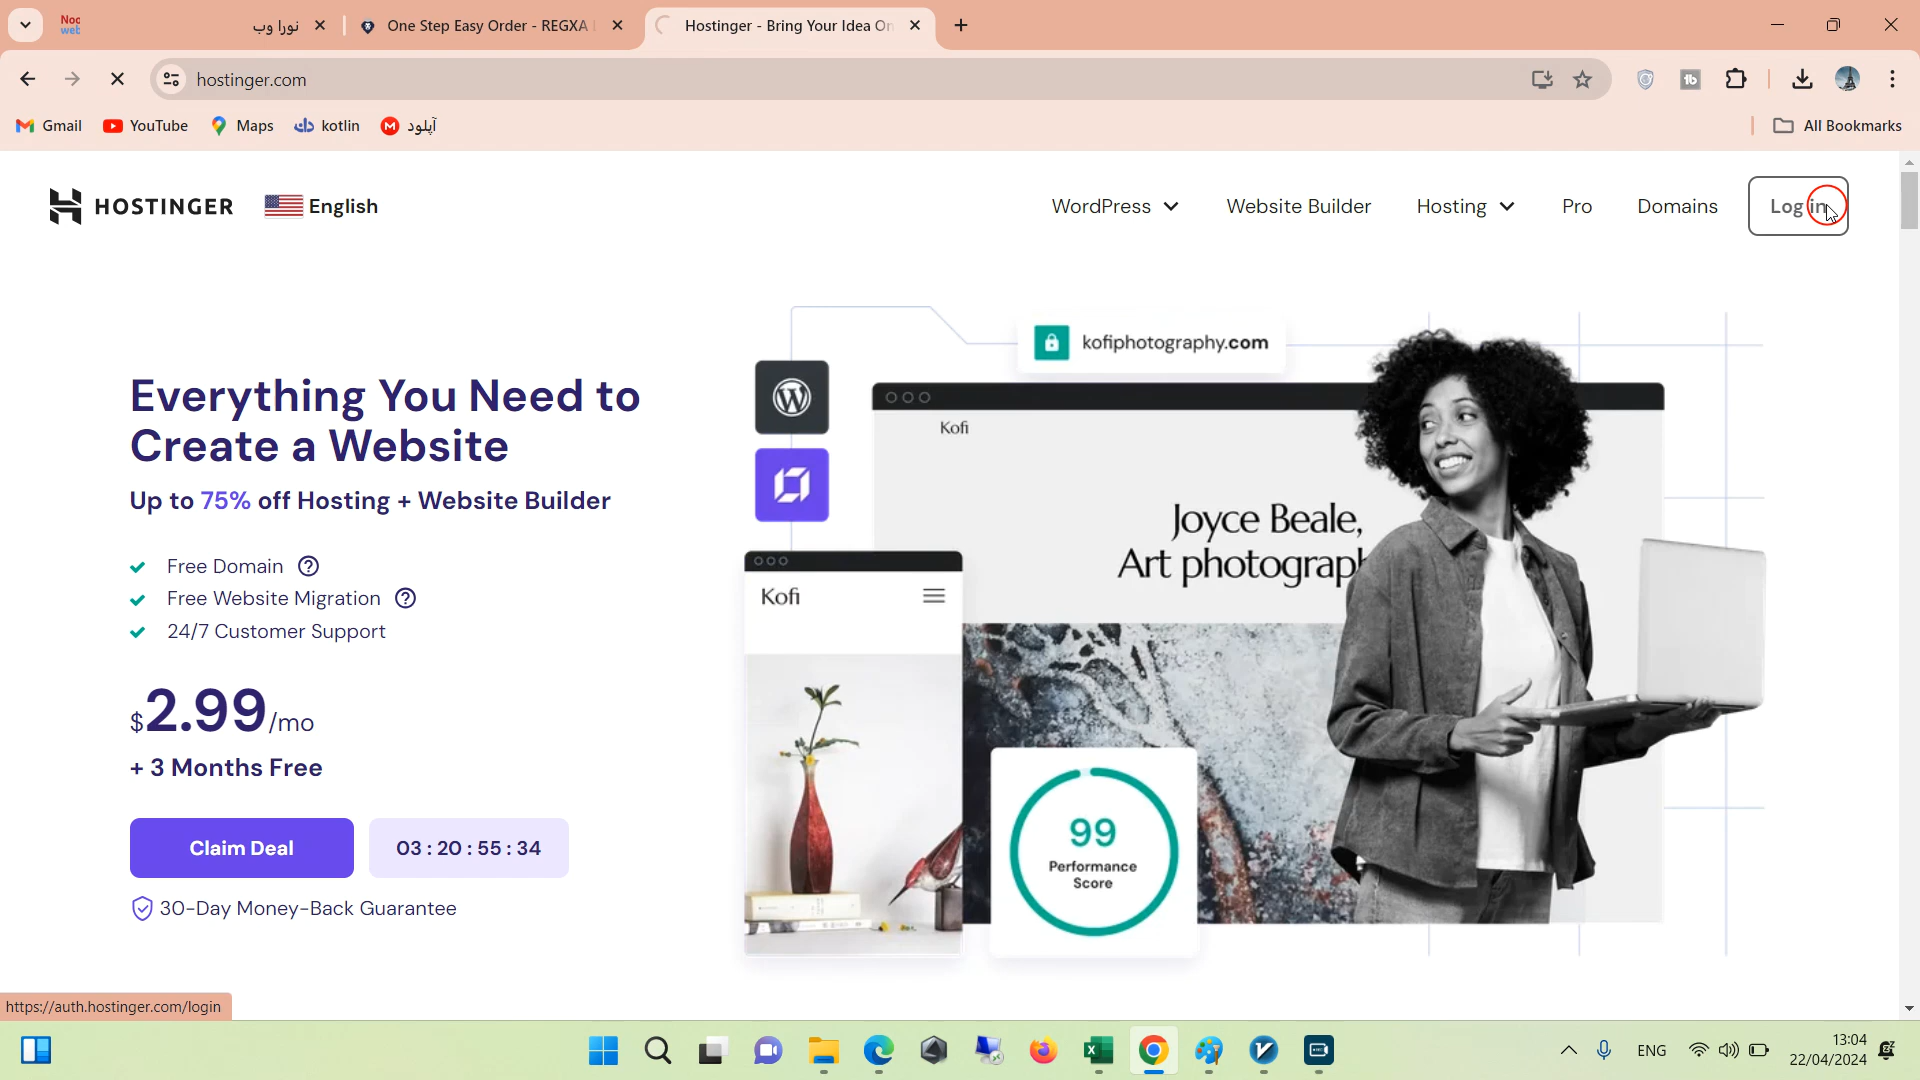 Noc
web
نورا وب
One Step Easy Order - REGXA
Hostinger - Bring Your Idea On
hostinger.com
Gmail
YouTube
Maps
kotlin
آپلود
All Bookmarks
HOSTINGER
English
WordPress
Website Builder
Hosting
Pro
Domains
Log in
Everything You Need to
Create a Website
Up to 75% off Hosting + Website Builder
Free Domain
Free Website Migration
24/7 Customer Support
$2.99/mo
+ 3 Months Free
Claim Deal
03 : 20 : 55 : 34
30-Day Money-Back Guarantee
kofiphotography.com
Kofi
Joyce Beale,
Art photograph
Kofi
99
Performance
Score
https://auth.hostinger.com/login
ENG
13:04
22/04/2024